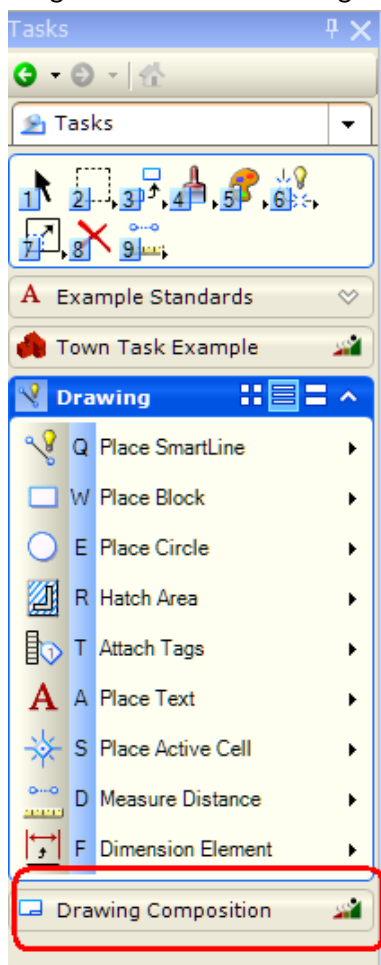 Tasks
Tasks
1 2 3 4 5 6
7 8 9
A Example Standards
Town Task Example
Drawing
Q Place SmartLine
W Place Block
E Place Circle
R Hatch Area
T Attach Tags
A A Place Text
S Place Active Cell
D Measure Distance
F Dimension Element
Drawing Composition